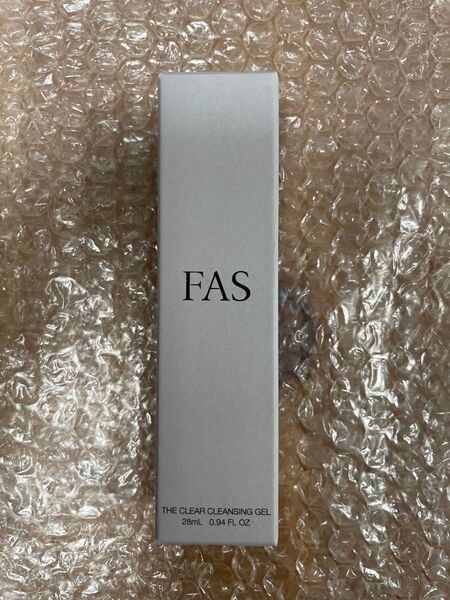 FAS
THE CLEAR CLEANSING GEL
28mL 0.94 FL OZ